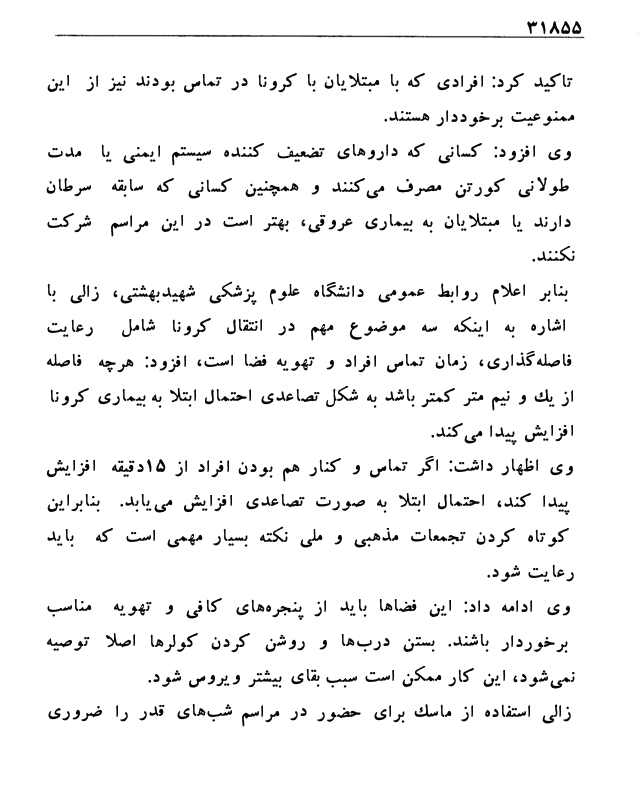 ۳۱۸۵۵
تاکید کرد: افرادی که با مبتلایان با کرونا در تماس بودند نیز از این
ممنوعیت برخوددار هستند.
وی افزود: کسانی که داروهای تضعیف کننده سیستم ایمنی یا مدت
طولانی کورتن مصرف می‌کنند و همچنین کسانی که سابقه سرطان
دارند یا مبتلایان به بیماری عروقی، بهتر است در این مراسم شرکت
نکنند.
بنابر اعلام روابط عمومی دانشگاه علوم پزشکی شهیدبهشتی، زالی با
اشاره به اینکه سه موضوع مهم در انتقال کرونا شامل رعایت
فاصله‌گذاری، زمان تماس افراد و تهویه فضا است، افزود: هرچه فاصله
از یك و نیم متر کمتر باشد به شکل تصاعدی احتمال ابتلا به بیماری کرونا
افزایش پیدا می‌کند.
وی اظهار داشت: اگر تماس و کنار هم بودن افراد از ۱۵دقیقه افزایش
پیدا کند، احتمال ابتلا به صورت تصاعدی افزایش می‌یابد. بنابراین
کوتاه کردن تجمعات مذهبی و ملی نکته بسیار مهمی است که باید
رعایت شود.
وی ادامه داد: این فضاها باید از پنجره‌های کافی و تهویه مناسب
برخوردار باشند. بستن درب‌ها و روشن کردن کولرها اصلا توصیه
نمی‌شود، این کار ممکن است سبب بقای بیشتر ویروس شود.
زالی استفاده از ماسك برای حضور در مراسم شب‌های قدر را ضروری